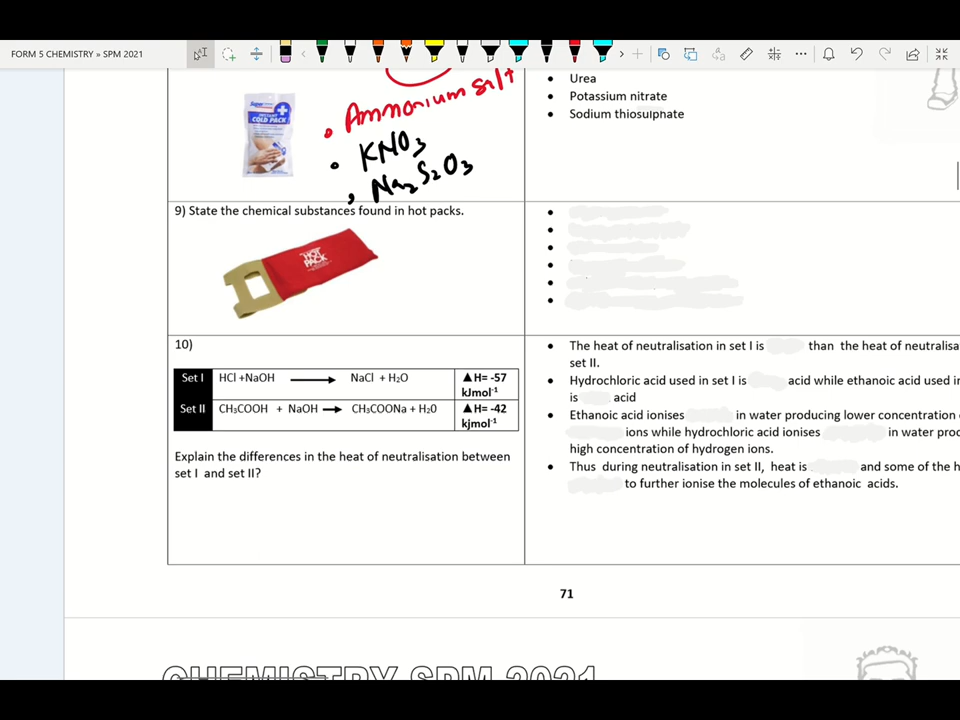 FORM 5 CHEMISTRY » SPM 2021
Super
INSTANT
COLD PACK
• Ammonium salt
• KNO3
, Na2S2O3
• Urea
• Potassium nitrate
• Sodium thiosulphate
9) State the chemical substances found in hot packs.
HOT
PACK
10)
Set I HCl +NaOH ⟶ NaCl + H2O ▲H= -57
kJmol-1
Set II CH3COOH + NaOH ⟶ CH3COONa + H20 ▲H= -42
kjmol-1
Explain the differences in the heat of neutralisation between
set I and set II?
• The heat of neutralisation in set I is than the heat of neutralisa
set II.
• Hydrochloric acid used in set I is acid while ethanoic acid used in
is acid
• Ethanoic acid ionises in water producing lower concentration
ions while hydrochloric acid ionises in water proc
high concentration of hydrogen ions.
• Thus during neutralisation in set II, heat is and some of the h
to further ionise the molecules of ethanoic acids.
71
CHEMISTRY SPM 2021